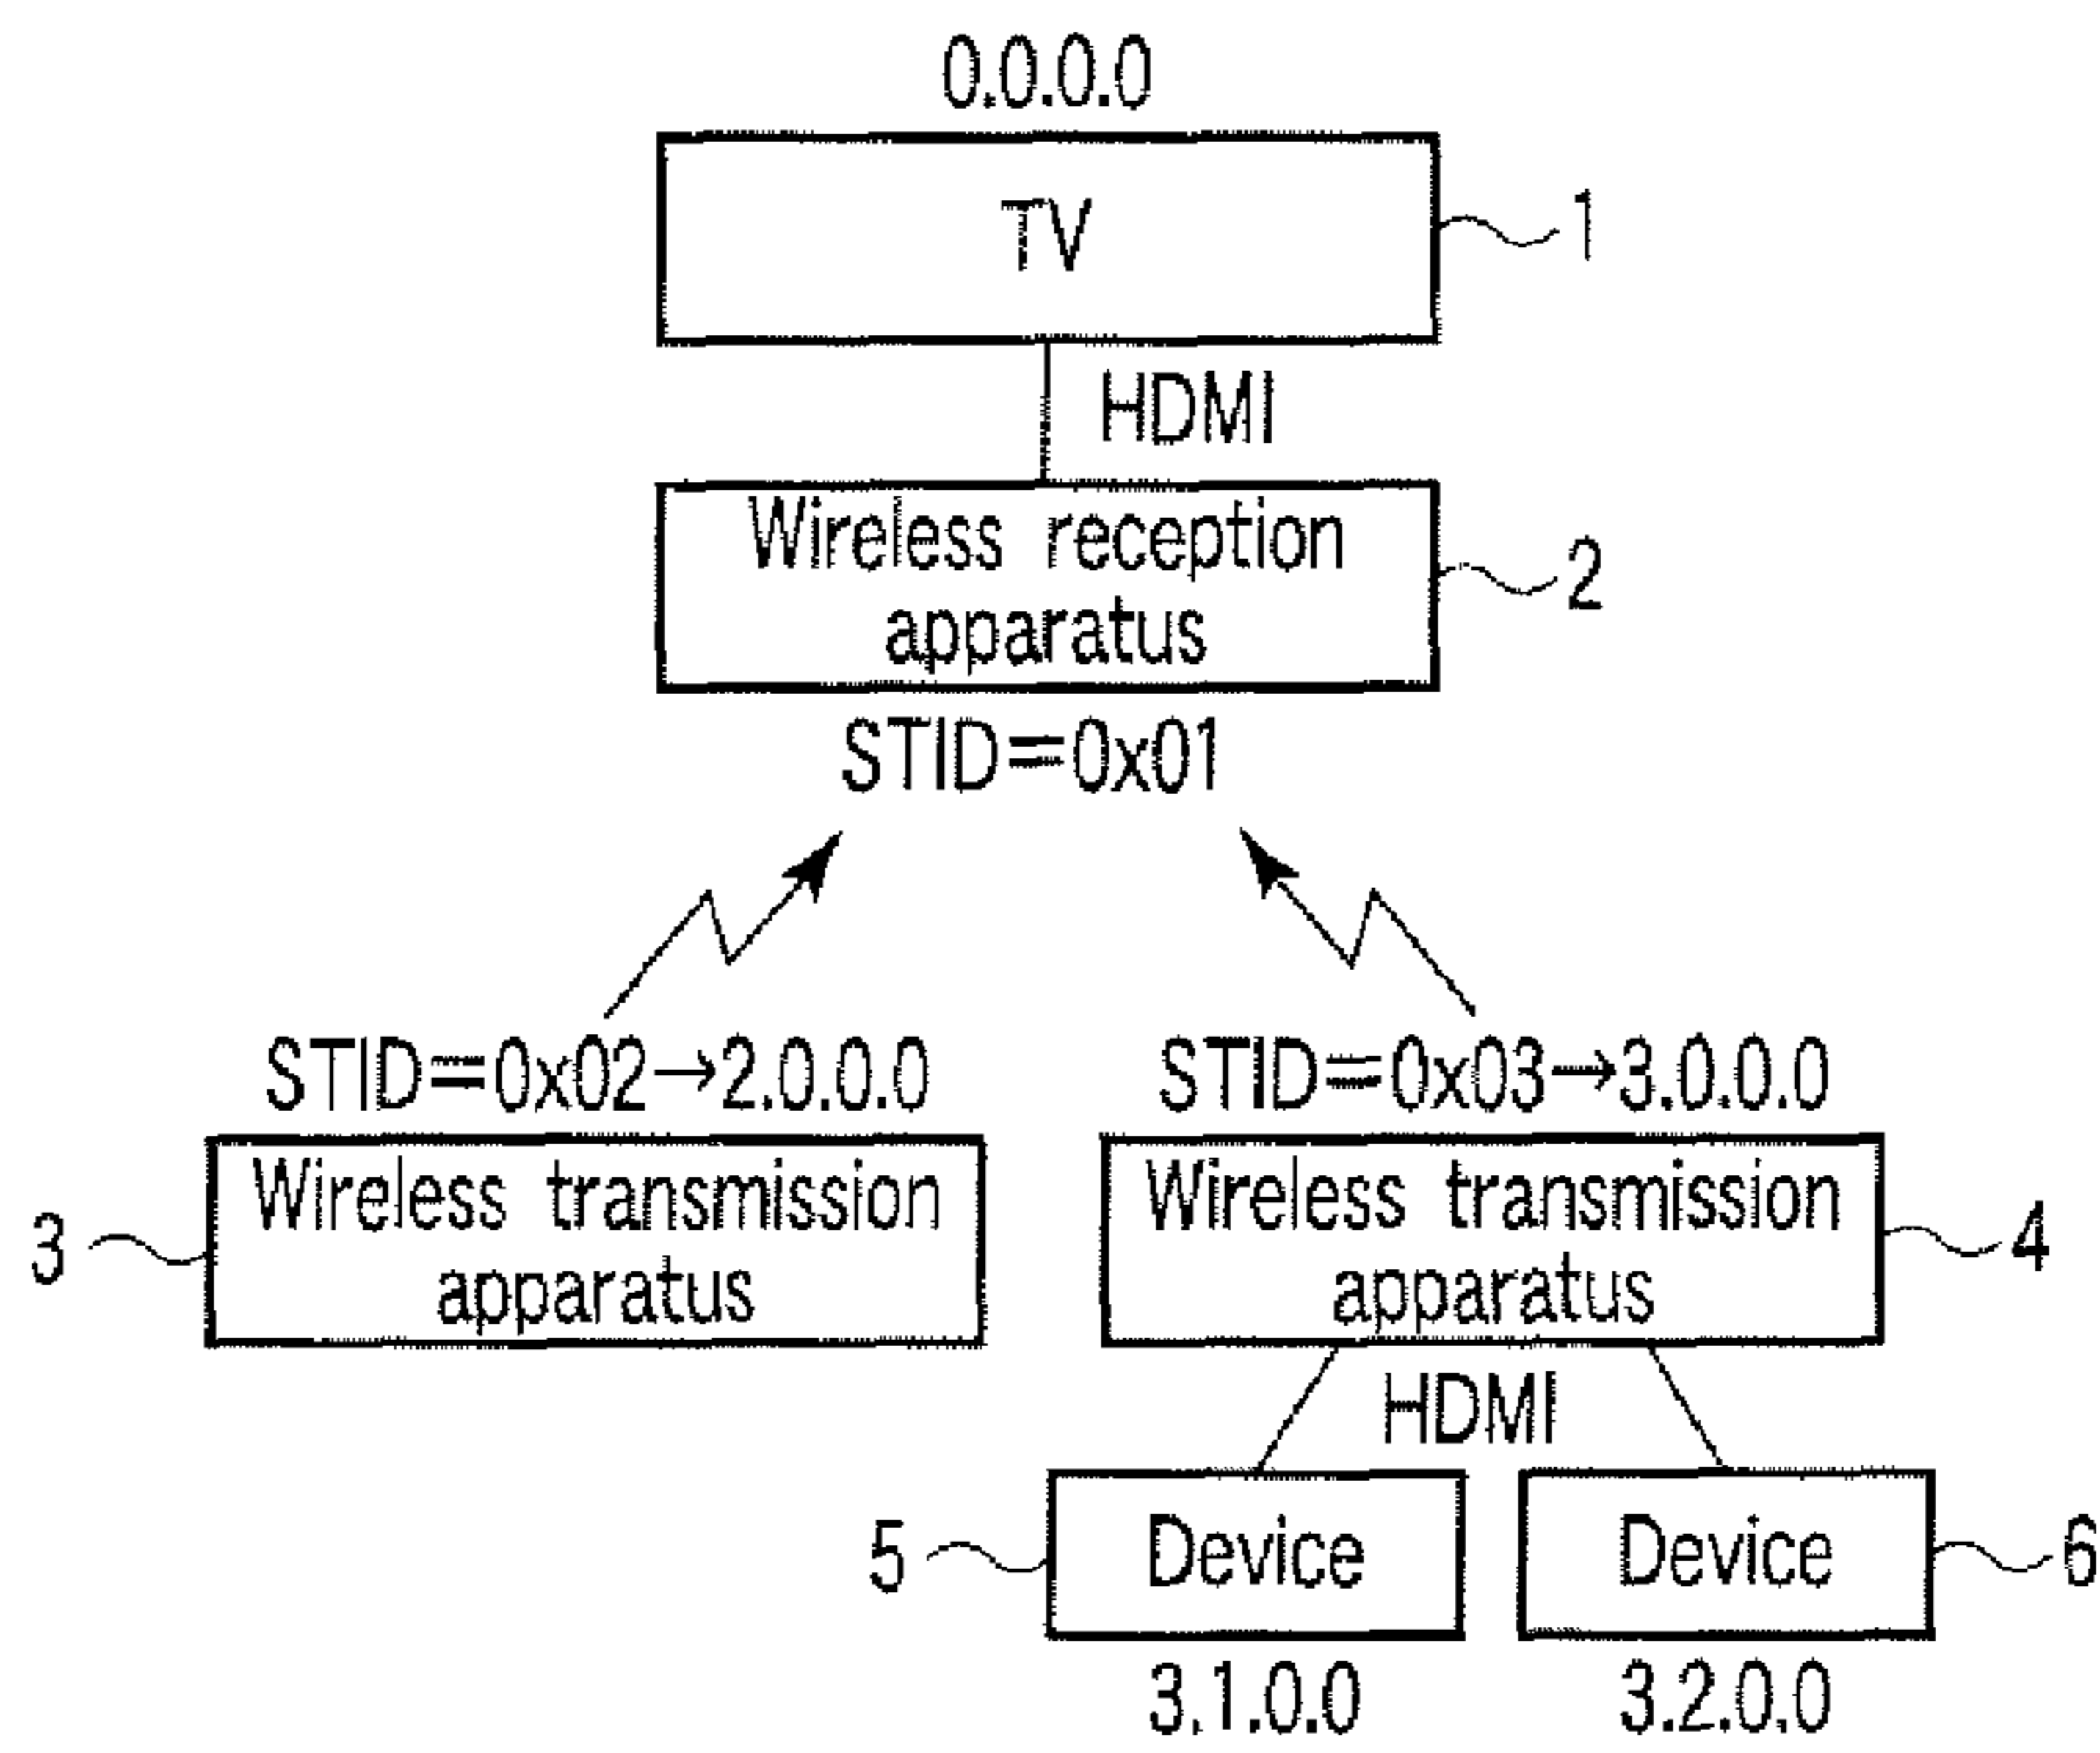 0.0.0.0
TV
1
HDMI
Wireless reception
apparatus
2
STID=0x01
STID=0x02→2.0.0.0
STID=0x03→3.0.0.0
3
Wireless transmission
apparatus
Wireless transmission
apparatus
4
HDMI
5
Device
Device
6
3.1.0.0
3.2.0.0